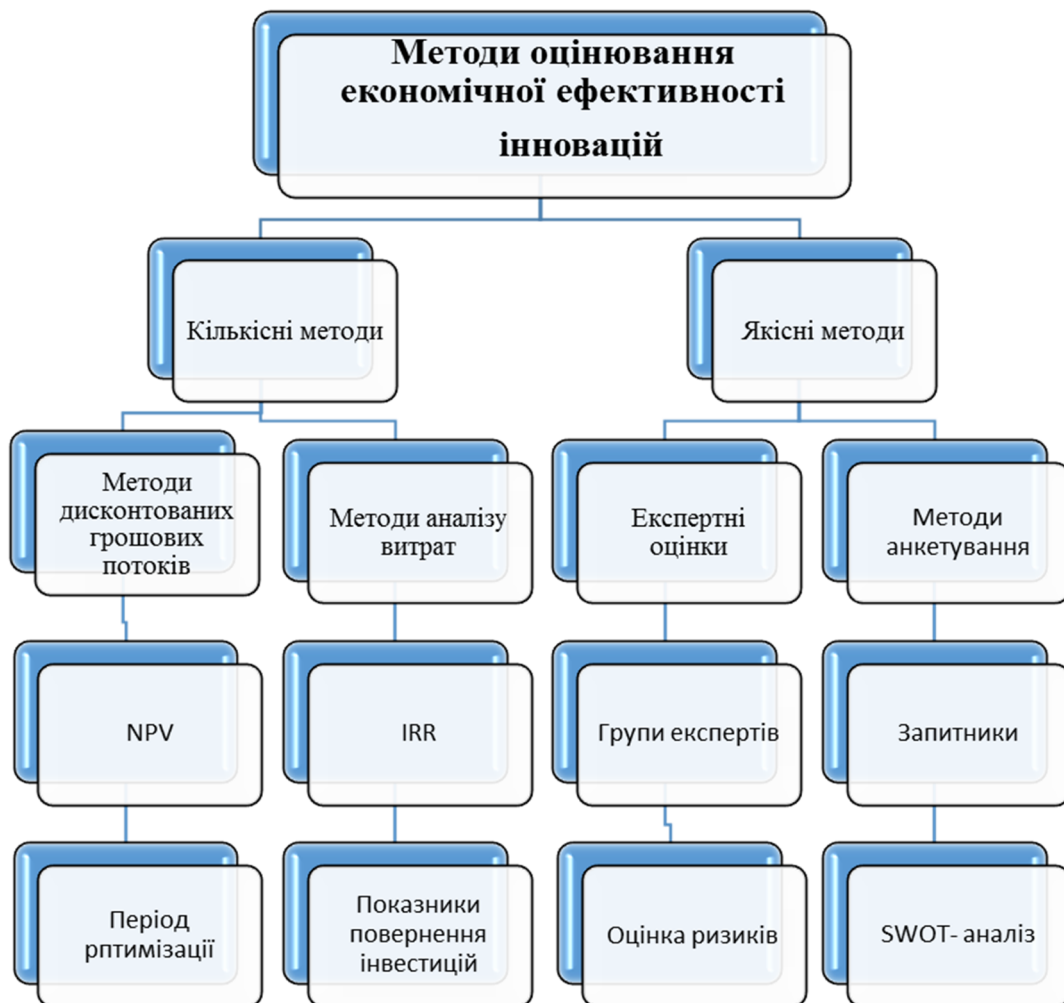 Методи оцінювання
економічної ефективності
інновацій
Кількісні методи
Якісні методи
Методи
дисконтованих
грошових
потоків
Методи аналізу
витрат
Експертні
оцінки
Методи
анкетування
NPV
IRR
Групи експертів
Запитники
Період
рптимізації
Показники
повернення
інвестицій
Оцінка ризиків
SWOT- аналіз